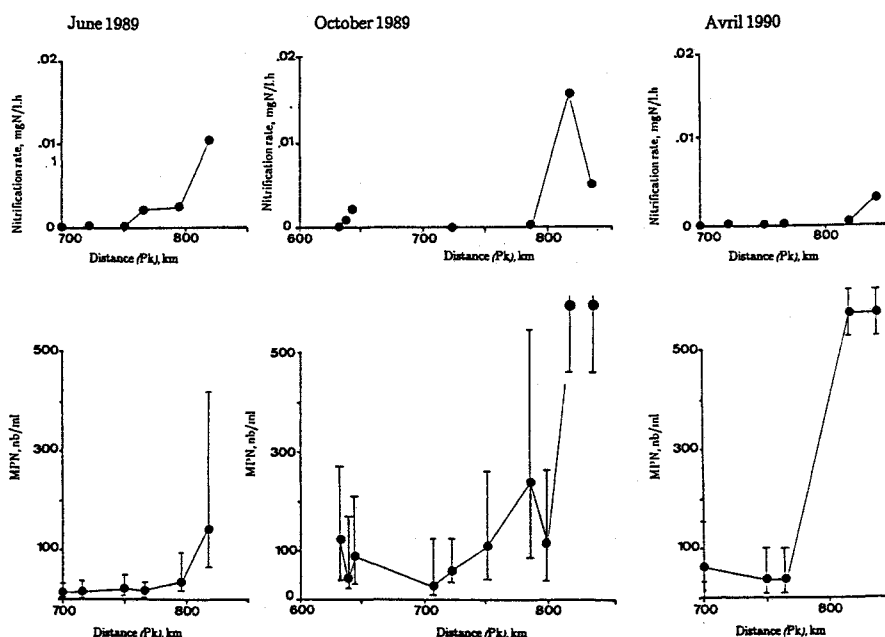 June 1989
October 1989
Avril 1990
Nitrification rate, mgN/l.h
.02
.01
1
0
700
800
Distance (Pk), km
Nitrification rate, mgN/l.h
.02
.01
0
600
700
800
Distance (Pk), km
Nitrification rate, mgN/l.h
.02
.01
0
700
800
Distance (Pk), km
MPN, nb/ml
500
300
100
700
800
Distance (Pk), km
MPN, nb/ml
500
300
100
0
600
700
800
Distance (Pk), km
MPN, nb/ml
500
300
100
700
800
Distance (Pk), km